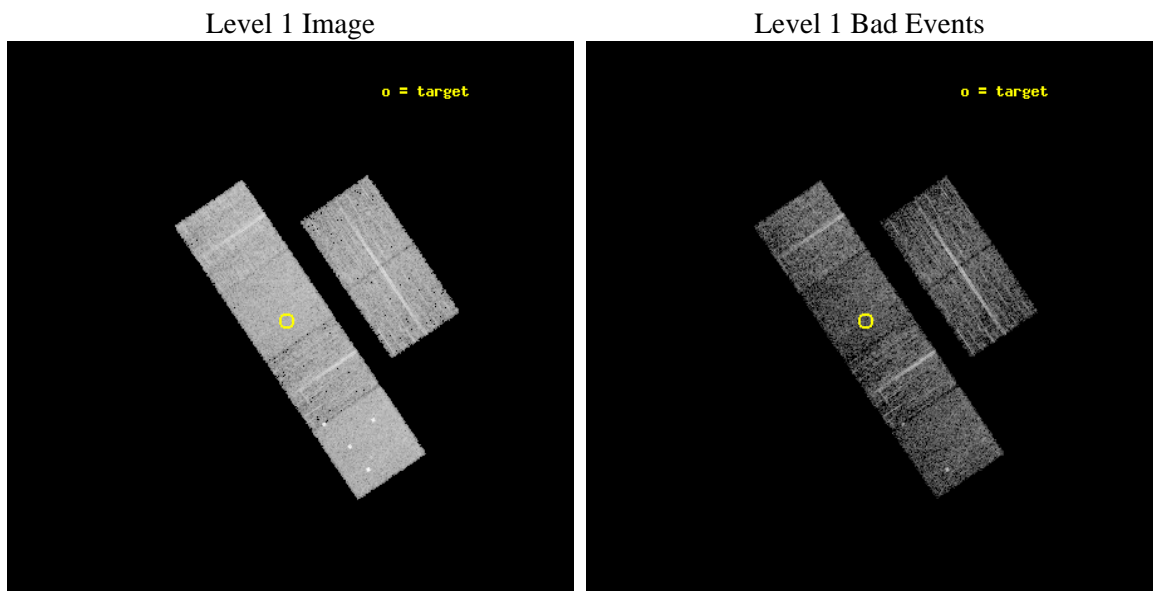 Level 1 Image
Level 1 Bad Events
o = target
o = target